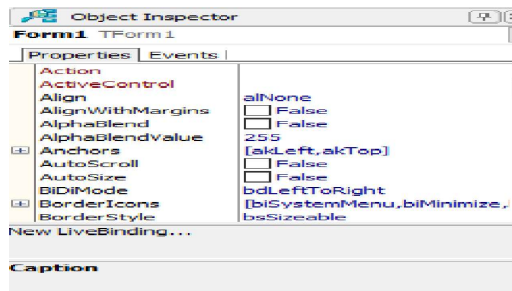 Object Inspector
Form1 TForm1
Properties Events
Action
ActiveControl
Align alNone
AlignWithMargins False
AlphaBlend False
AlphaBlendValue 255
Anchors [akLeft,akTop]
AutoScroll False
AutoSize False
BiDiMode bdLeftToRight
BorderIcons [biSystemMenu,biMinimize,
BorderStyle bsSizeable
New LiveBinding...
Caption